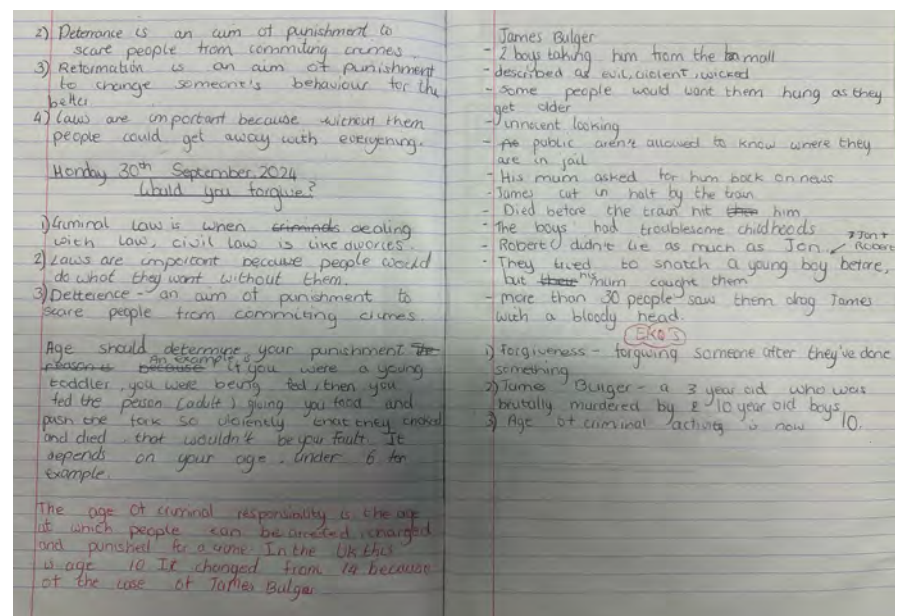 2) Deterrance is an aim of punishment to
scare people from commiting crimes.
3) Reformation is an aim of punishment
to change someone's behaviour for the
better
4) Laws are important because without them
people could get away with everything.
Monday 30th September 2024
Would you forgive?
1) Criminal law is when criminals dealing
with law, civil law is like divorces.
2) Laws are important because people would
do what they want without them.
3) Detterence - an aim of punishment to
scare people from commiting crimes.
Age should determine your punishment. The
reason is because An example is if you were a young
toddler, you were being fed, then you
fed the person (adult) giving you food and
push the fork so violently that they choked
and died, that wouldn't be your fault. It
depends on your age. Under 6 for
example.
The age of criminal responsibility is the age
at which people can be arrested, charged
and punished for a crime. In the UK this
is age 10 It changed from 14 because
of the case of James Bulger
James Bulger
- 2 boys taking him from the mall
- described as evil, violent, wicked
- Some people would want them hung as they
get older
- innocent looking
- public aren't allowed to know where they
are in jail
- His mum asked for him back on news
- James cut in half by the train
- Died before the train hit him
- The boys had troublesome childhoods
- Robert didn't lie as much as Jon. Jon + Robert
- They tried to snatch a young boy before,
but his mum caught them
- more than 30 people saw them drag James
with a bloody head.
1) forgiveness - forgiving someone after they've done
something
2) James Bulger - a 3 year old who was
brutally murdered by 2 10 year old boys
3) Age of criminal activity is now 10.